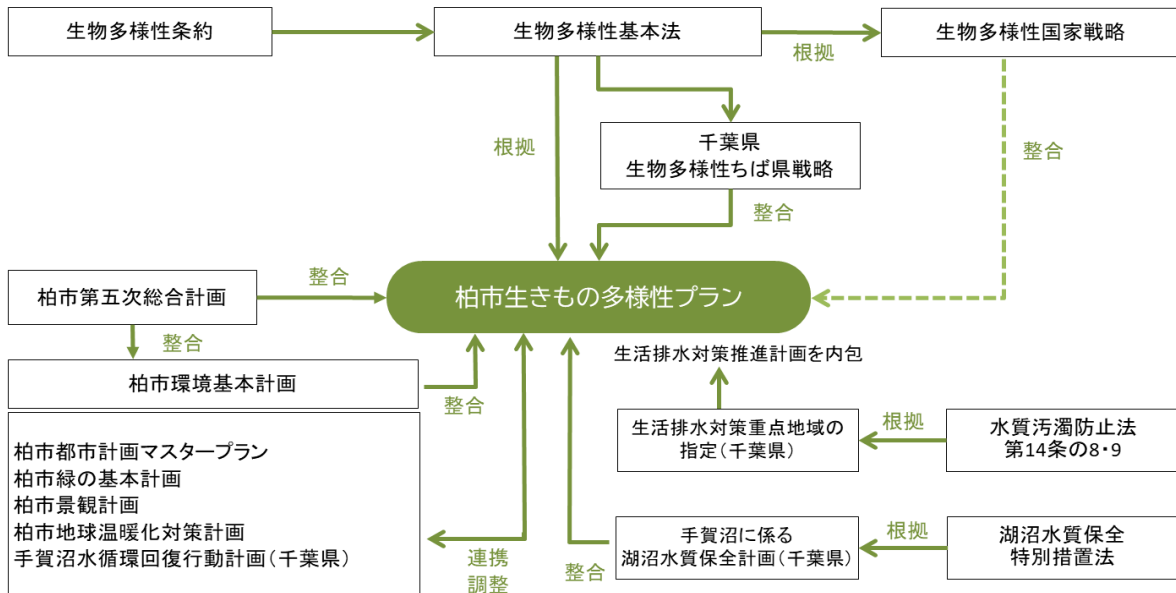 生物多様性条約
生物多様性基本法
生物多様性国家戦略
根拠
根拠
千葉県
生物多様性ちば県戦略
整合
整合
柏市第五次総合計画
整合
柏市生きもの多様性プラン
整合
柏市環境基本計画
整合
生活排水対策推進計画を内包
生活排水対策重点地域の
指定(千葉県)
根拠
水質汚濁防止法
第14条の8・9
柏市都市計画マスタープラン
柏市緑の基本計画
柏市景観計画
柏市地球温暖化対策計画
手賀沼水循環回復行動計画(千葉県)
連携
調整
整合
手賀沼に係る
湖沼水質保全計画(千葉県)
根拠
湖沼水質保全
特別措置法